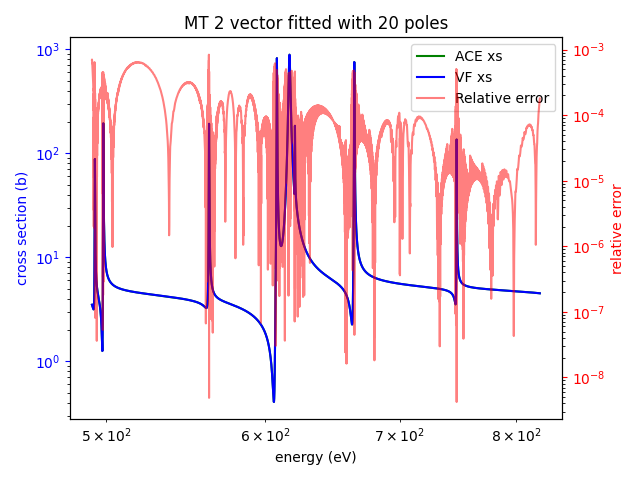 MT 2 vector fitted with 20 poles
ACE xs
VF xs
Relative error
10³
10²
10¹
10⁰
cross section (b)
10⁻³
10⁻⁴
10⁻⁵
10⁻⁶
10⁻⁷
10⁻⁸
relative error
5 × 10² 6 × 10² 7 × 10² 8 × 10²
energy (eV)